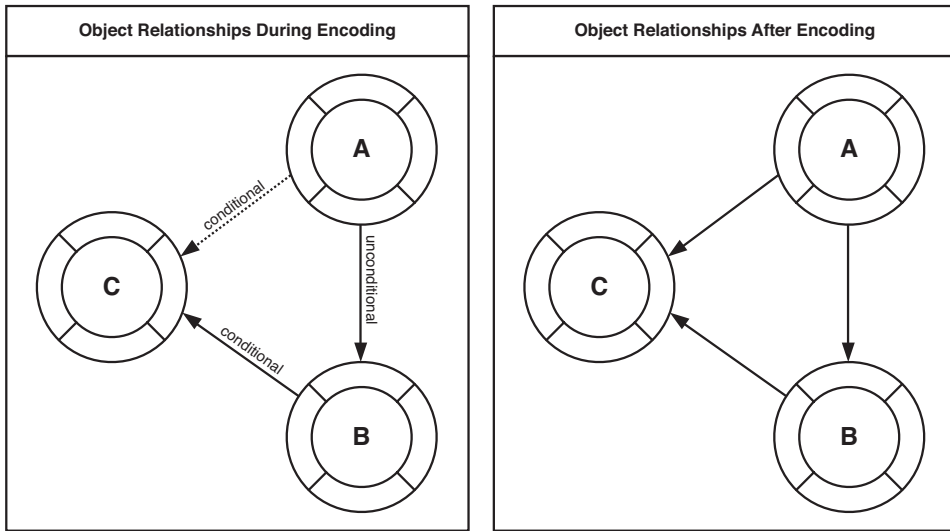 Object Relationships During Encoding
A
conditional
C
unconditional
conditional
B
Object Relationships After Encoding
A
C
B